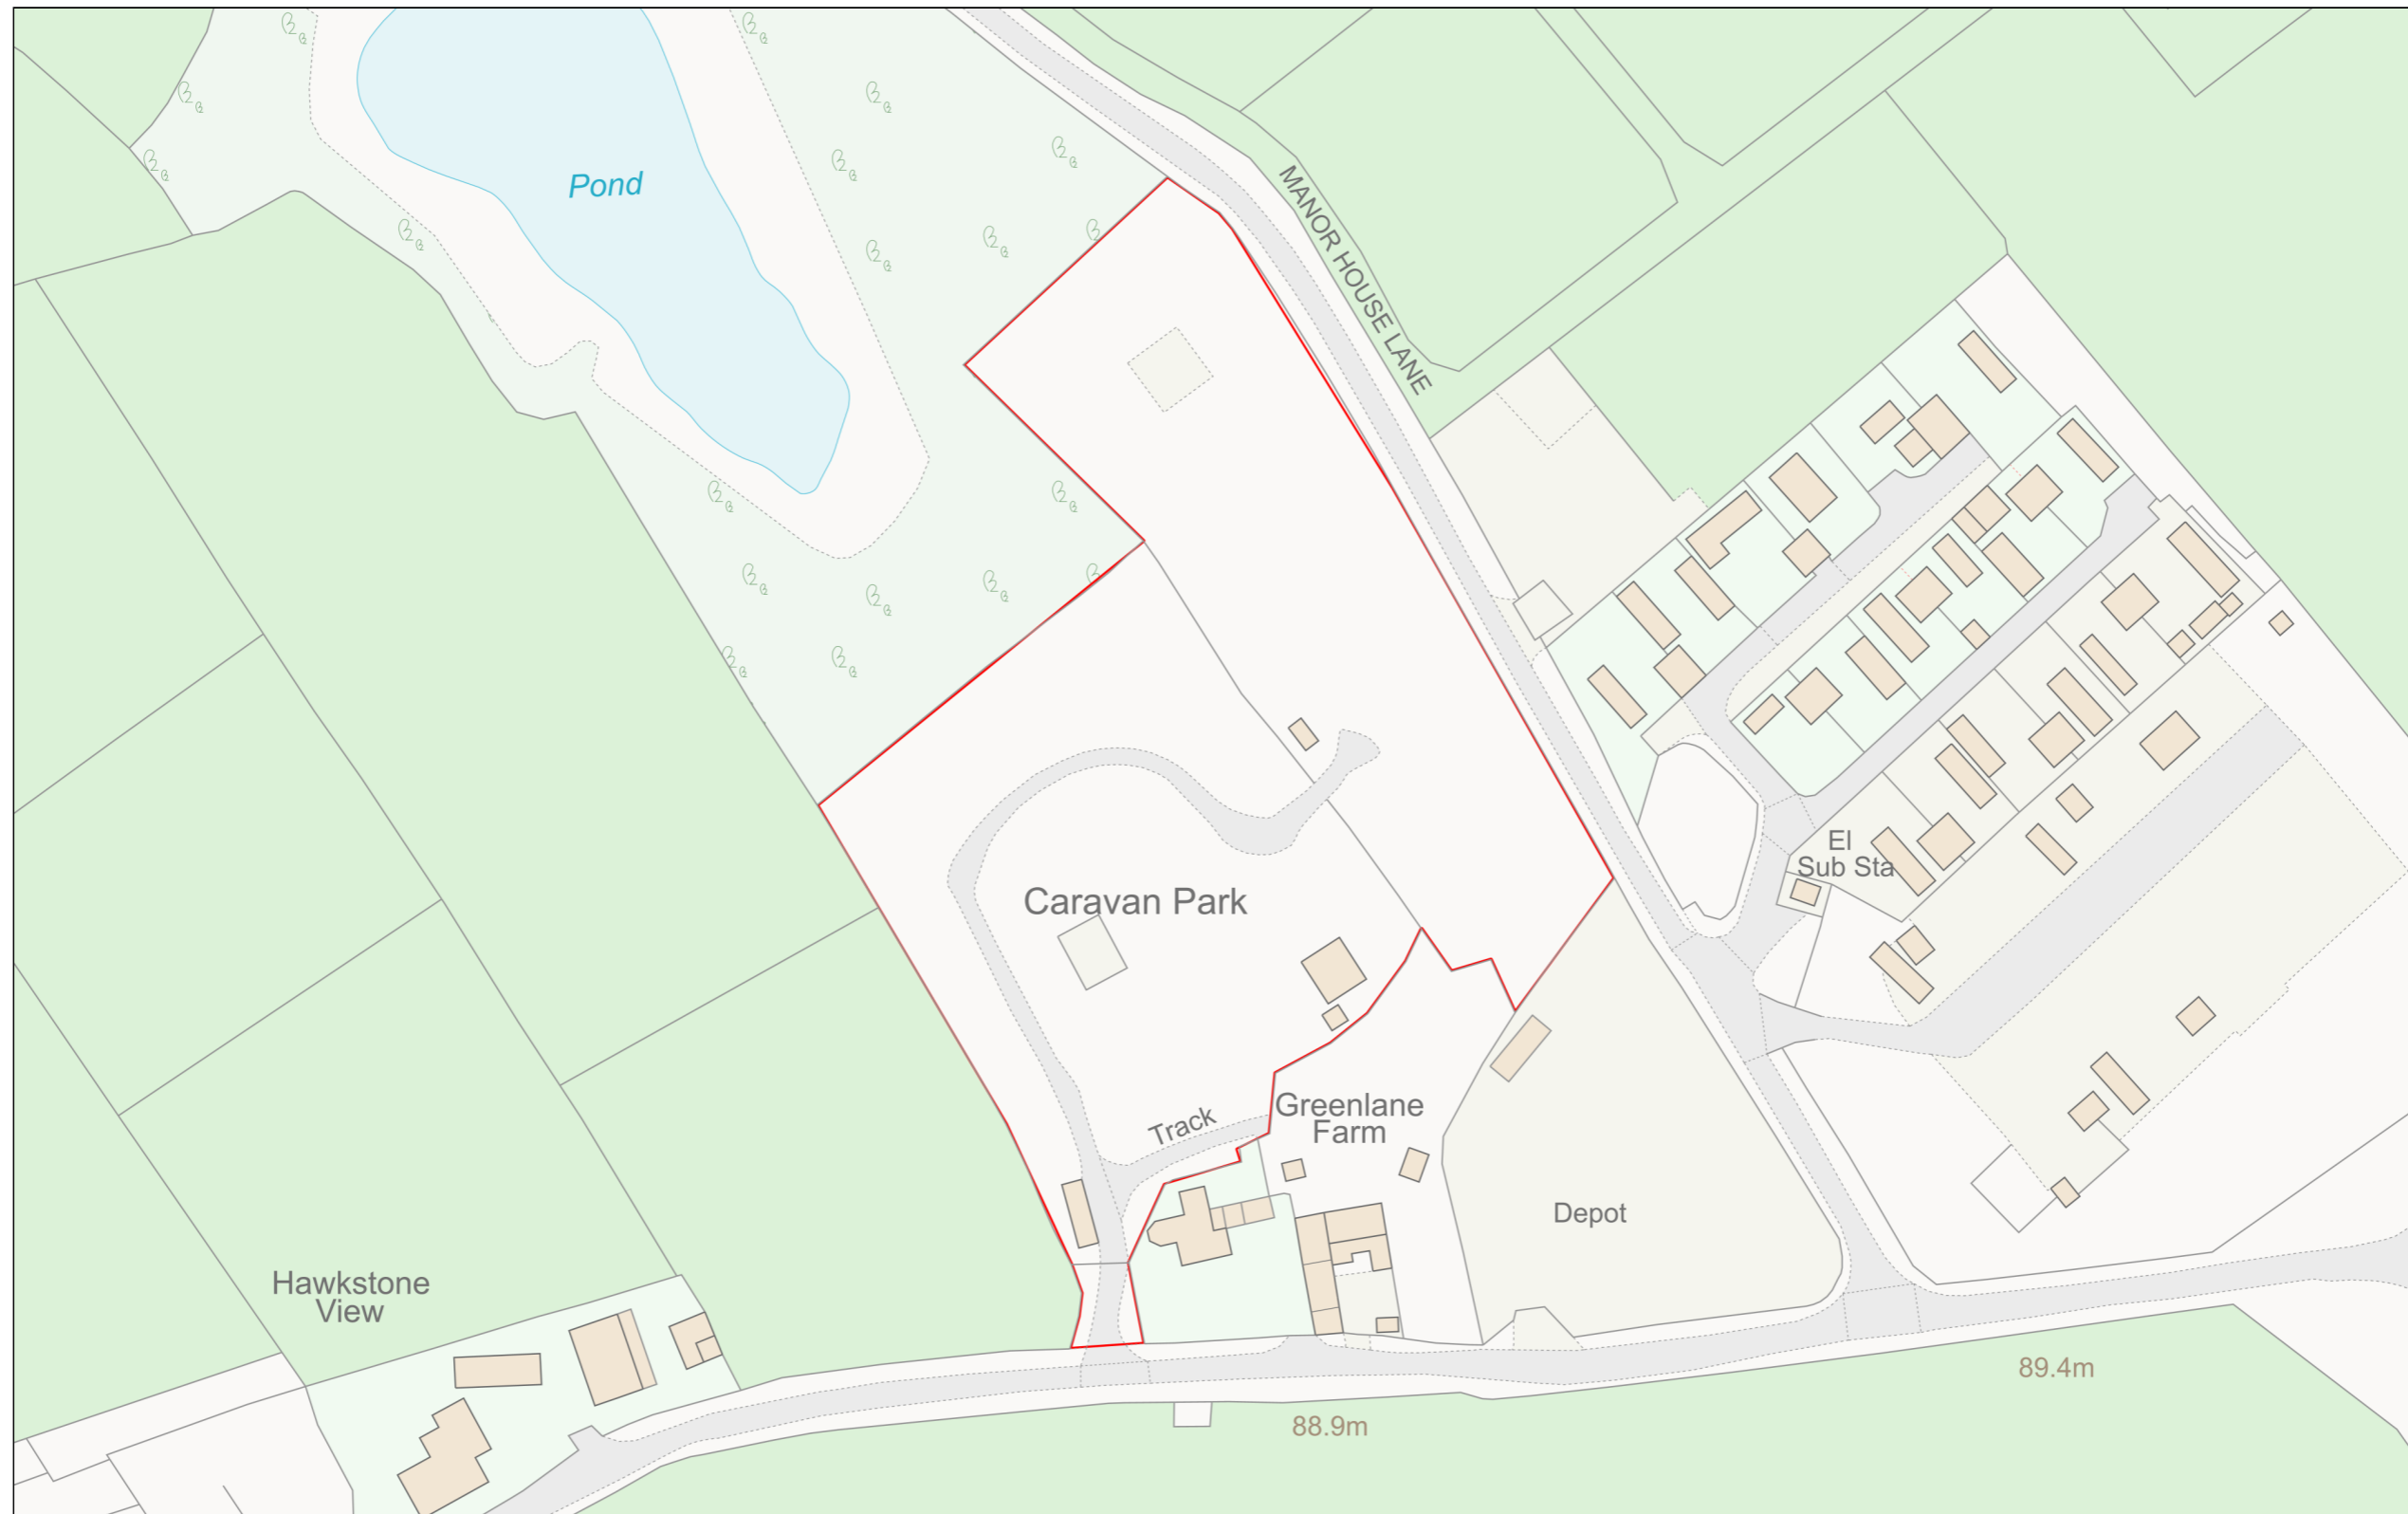 Pond
MANOR HOUSE LANE
El
Sub Sta
Caravan Park
Track
Greenlane
Farm
Depot
Hawkstone
View
89.4m
88.9m